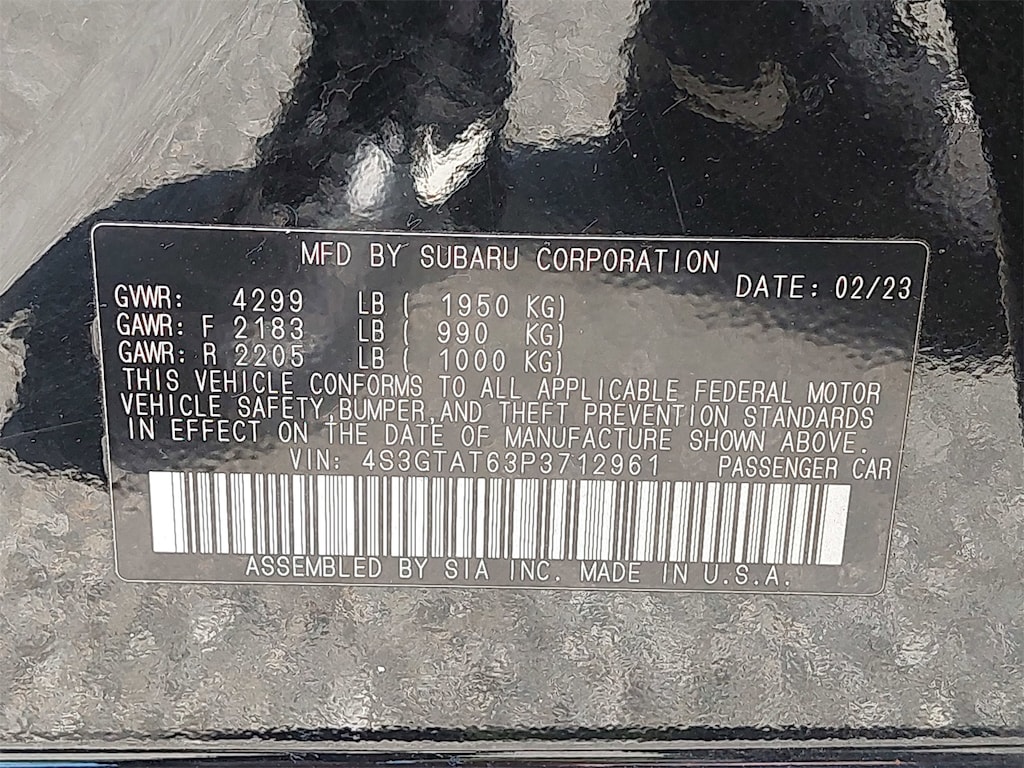 MFD BY SUBARU CORPORATION
DATE: 02/23
GVWR: 4299 LB ( 1950 KG)
GAWR: F 2183 LB ( 990 KG)
GAWR: R 2205 LB ( 1000 KG)
THIS VEHICLE CONFORMS TO ALL APPLICABLE FEDERAL MOTOR
VEHICLE SAFETY, BUMPER, AND THEFT PREVENTION STANDARDS
IN EFFECT ON THE DATE OF MANUFACTURE SHOWN ABOVE.
VIN: 4S3GTAT63P3712961 PASSENGER CAR
ASSEMBLED BY SIA INC. MADE IN U.S.A.